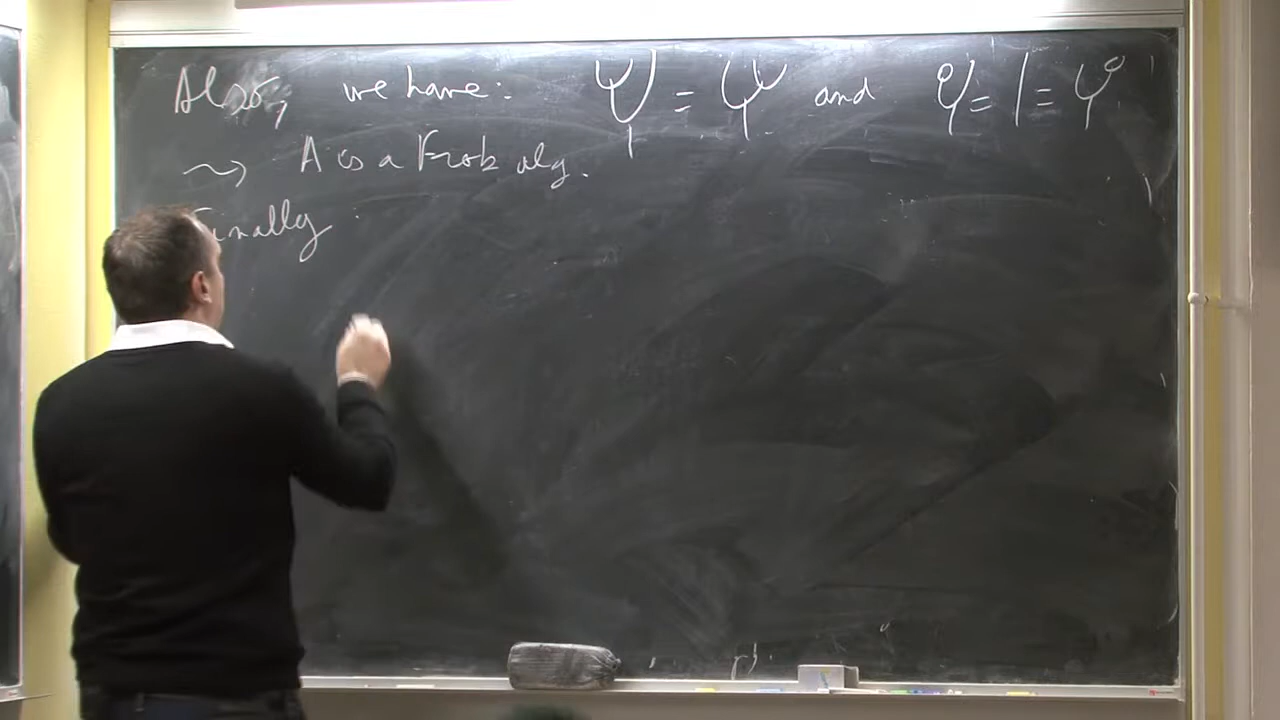 Also, we have: = and = | =
⇝ A is a Frob alg.
Finally